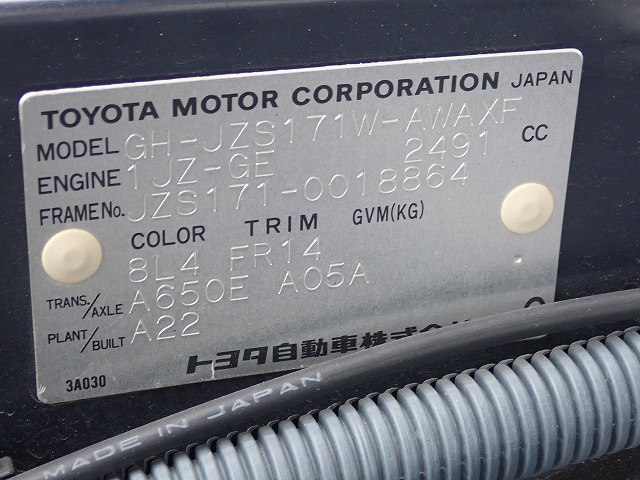 TOYOTA MOTOR CORPORATION JAPAN
MODEL GH-JZS171W-AWAXF
ENGINE 1JZ-GE 2491 CC
FRAME No. JZS171-0018864
COLOR TRIM GVM(KG)
8L4 FR14
TRANS./AXLE A650E A05A
PLANT/BUILT A22
トヨタ自動車株式会
3A030
MADE IN JAPAN